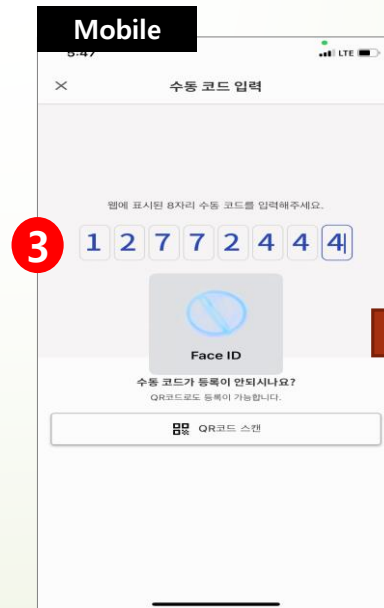 Mobile
5:47
LTE
수동 코드 입력
웹에 표시된 8자리 수동 코드를 입력해주세요.
3
1 2 7 7 2 4 4 4
Face ID
수동 코드가 등록이 안되시나요?
QR코드로도 등록이 가능합니다.
QR코드 스캔